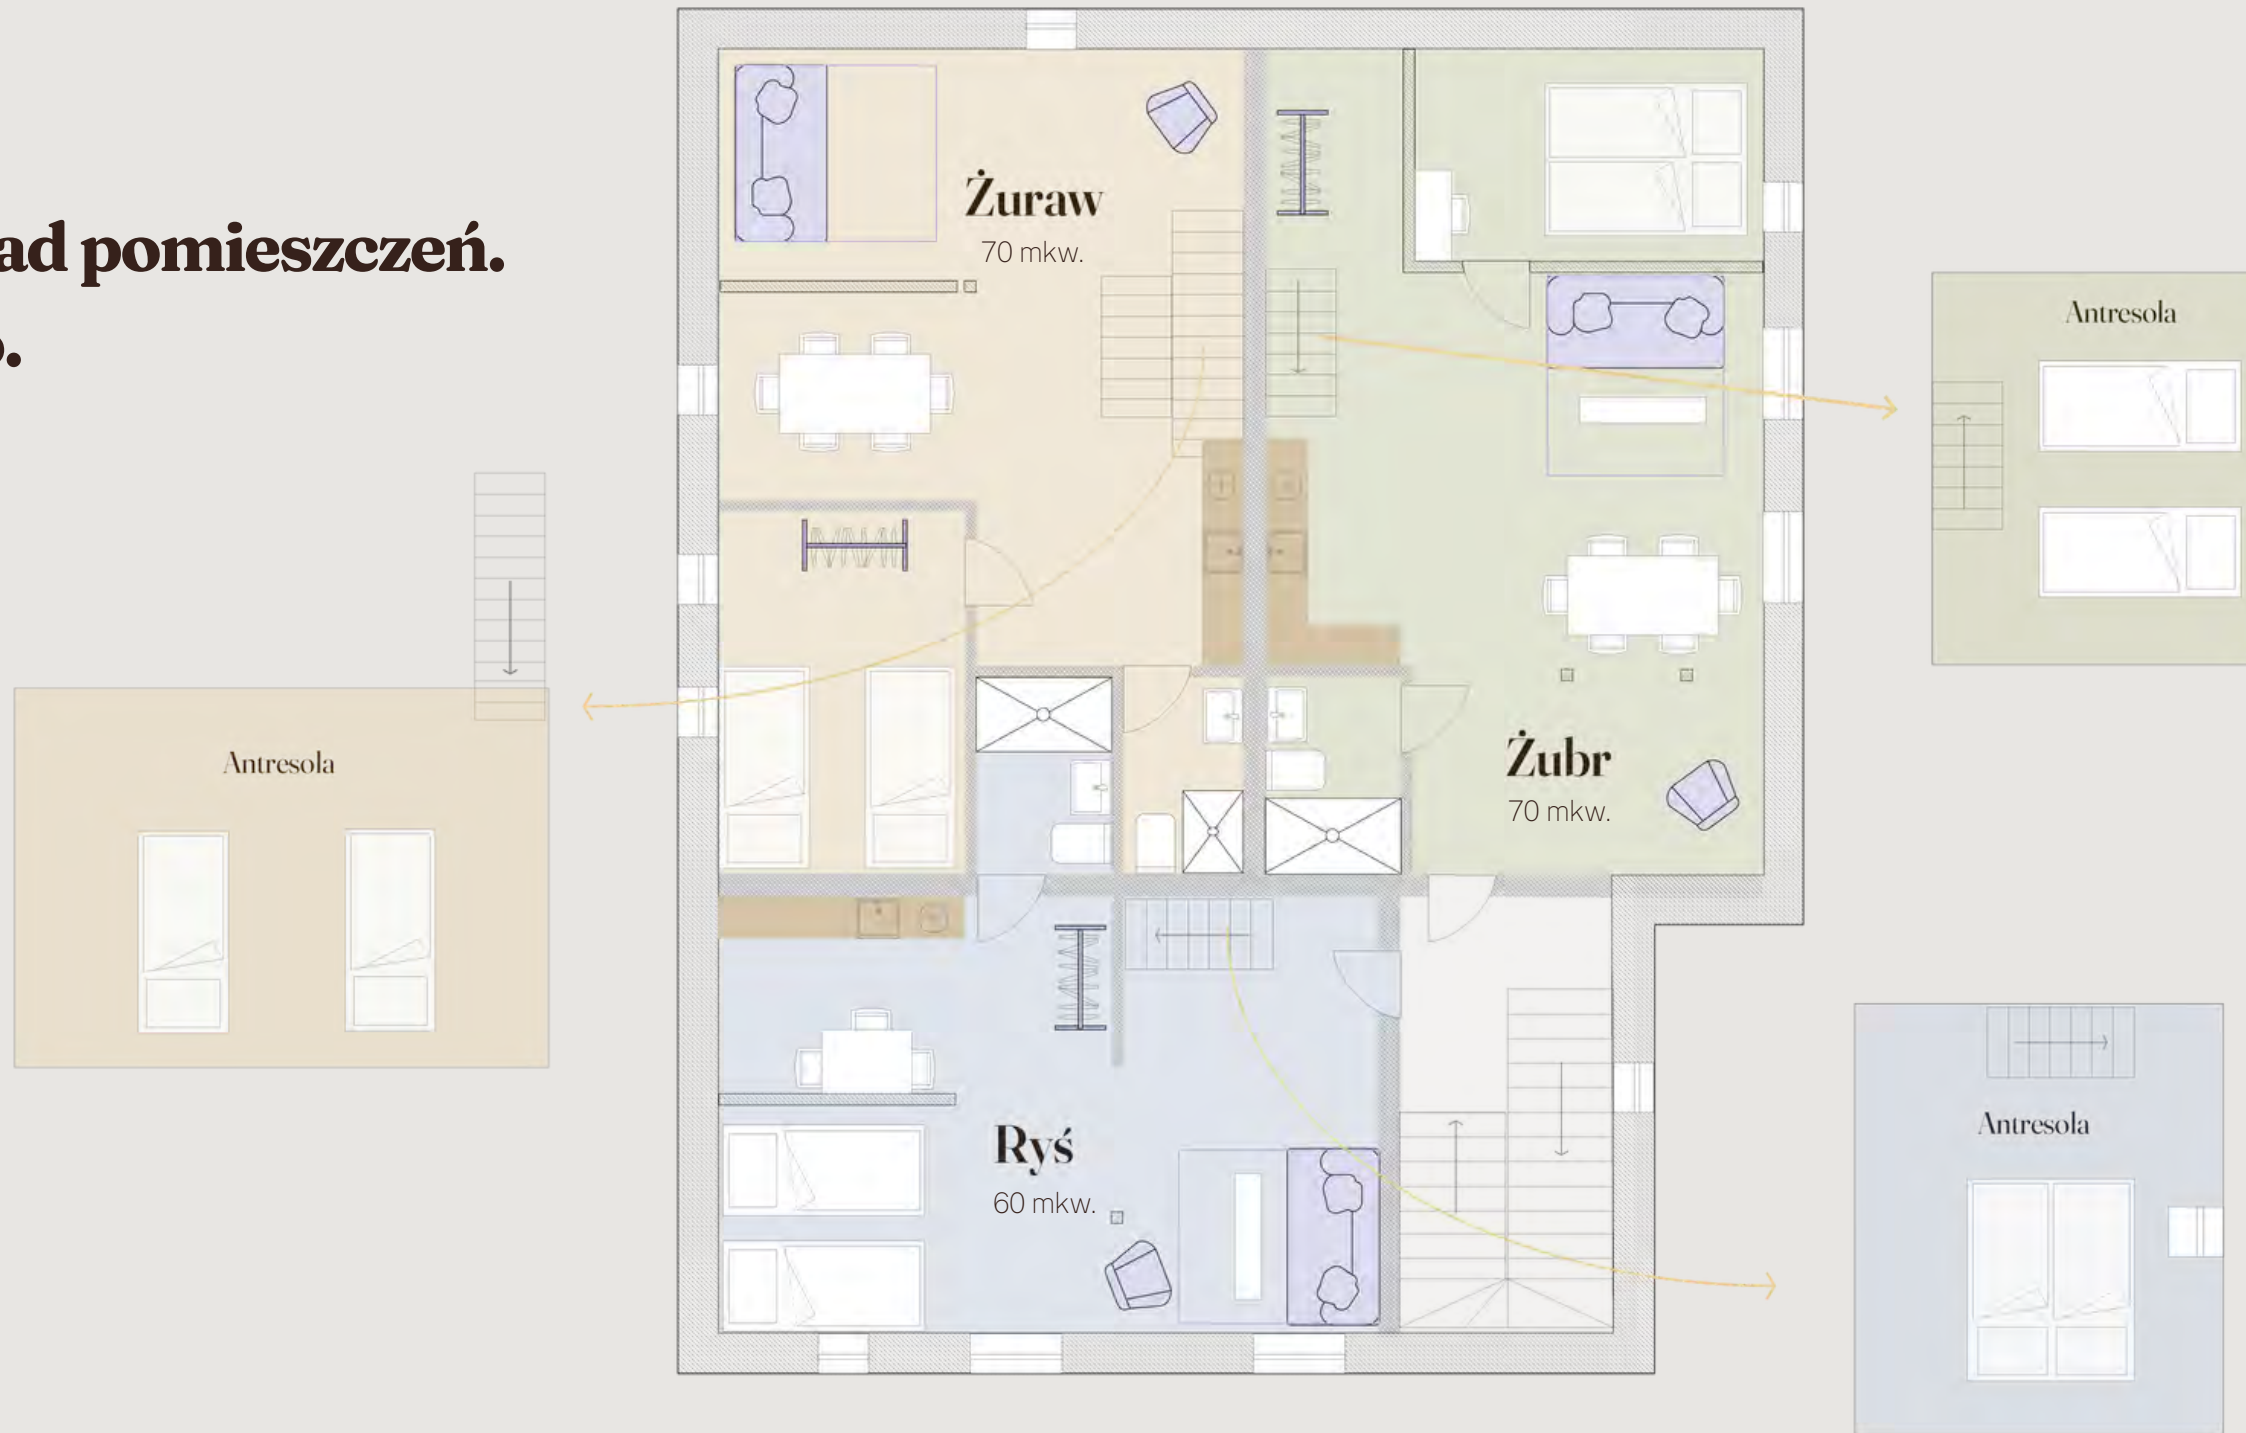 ad pomieszczeń.
o.
Żuraw
70 mkw.
Antresola
Antresola
Żubr
70 mkw.
Ryś
60 mkw.
Antresola